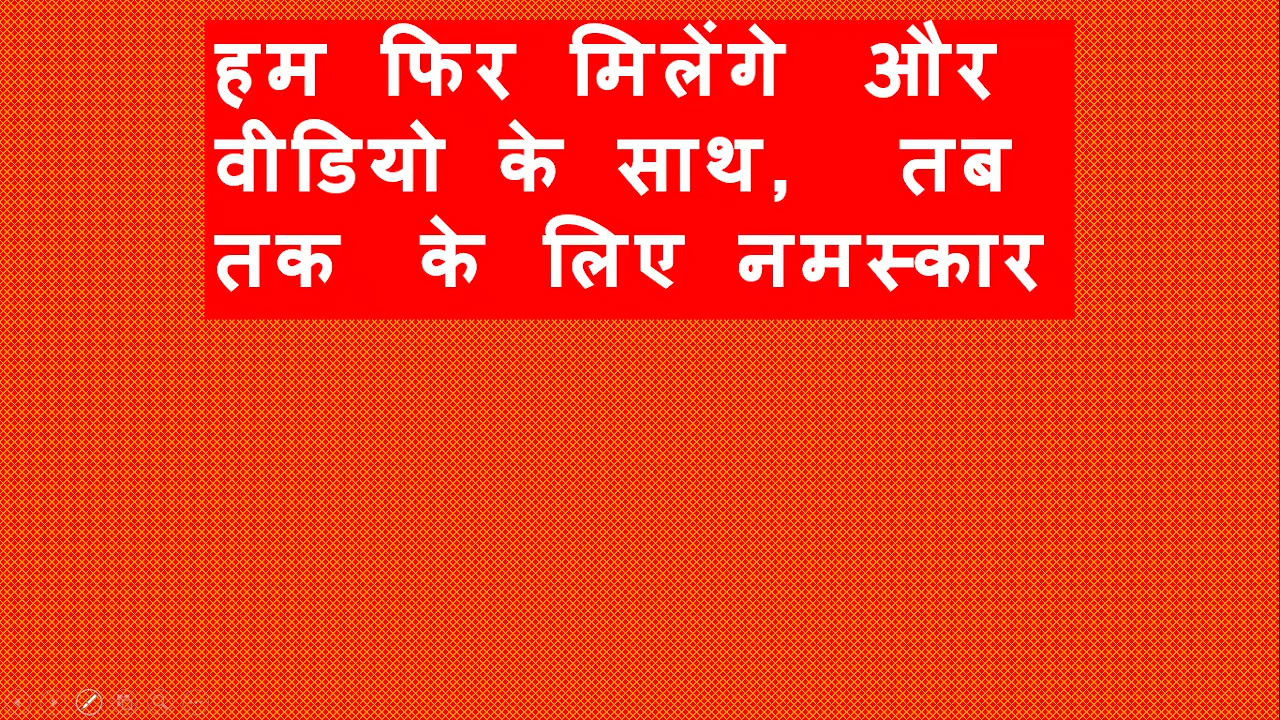 हम फिर मिलेंगे और
वीडियो के साथ, तब
तक के लिए नमस्कार